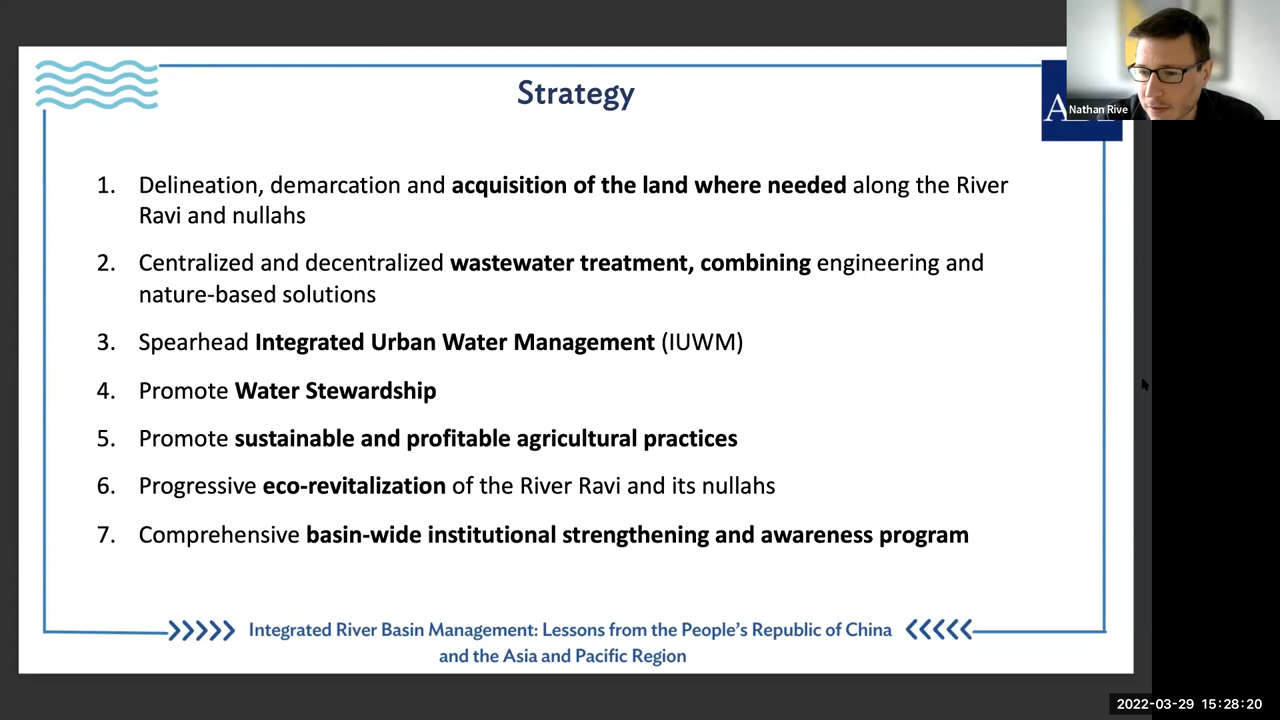 Strategy
A
Nathan Rive
1. Delineation, demarcation and acquisition of the land where needed along the River
Ravi and nullahs
2. Centralized and decentralized wastewater treatment, combining engineering and
nature-based solutions
3. Spearhead Integrated Urban Water Management (IUWM)
4. Promote Water Stewardship
5. Promote sustainable and profitable agricultural practices
6. Progressive eco-revitalization of the River Ravi and its nullahs
7. Comprehensive basin-wide institutional strengthening and awareness program
Integrated River Basin Management: Lessons from the People’s Republic of China
and the Asia and Pacific Region
2022-03-29 15:28:20